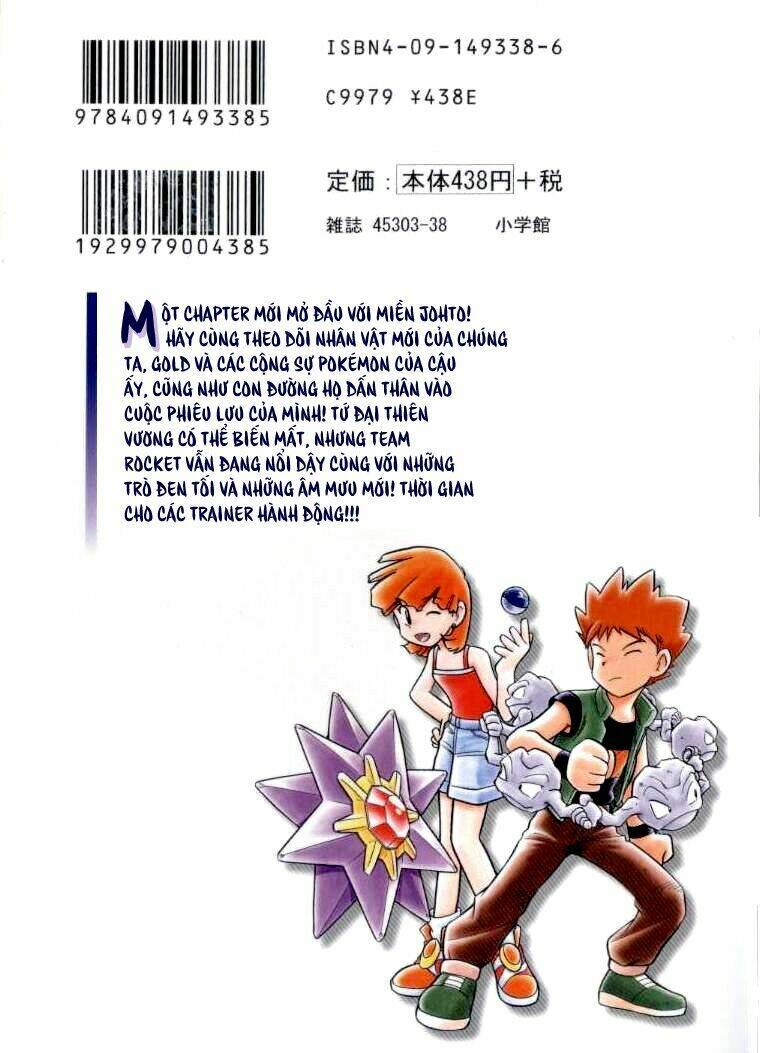 ISBN4-09-149338-6
9784091493385
C9979 ¥438E
定価：本体438円＋税
雑誌 45303-38 小学館
1929979004385
MỘT CHAPTER MỚI MỞ ĐẦU VỚI MIỀN JOHTO!
HÃY CÙNG THEO DÕI NHÂN VẬT MỚI CỦA CHÚNG
TA, GOLD VÀ CÁC CỘNG SỰ POKÉMON CỦA CẬU
ẤY, CŨNG NHƯ CON ĐƯỜNG HỌ DẤN THÂN VÀO
CUỘC PHIÊU LƯU CỦA MÌNH! TỨ ĐẠI THIÊN
VƯƠNG CÓ THỂ BIẾN MẤT, NHƯNG TEAM
ROCKET VẪN ĐANG NỔI DẬY CÙNG VỚI NHỮNG
TRÒ ĐEN TỐI VÀ NHỮNG ÂM MƯU MỚI! THỜI GIAN
CHO CÁC TRAINER HÀNH ĐỘNG!!!